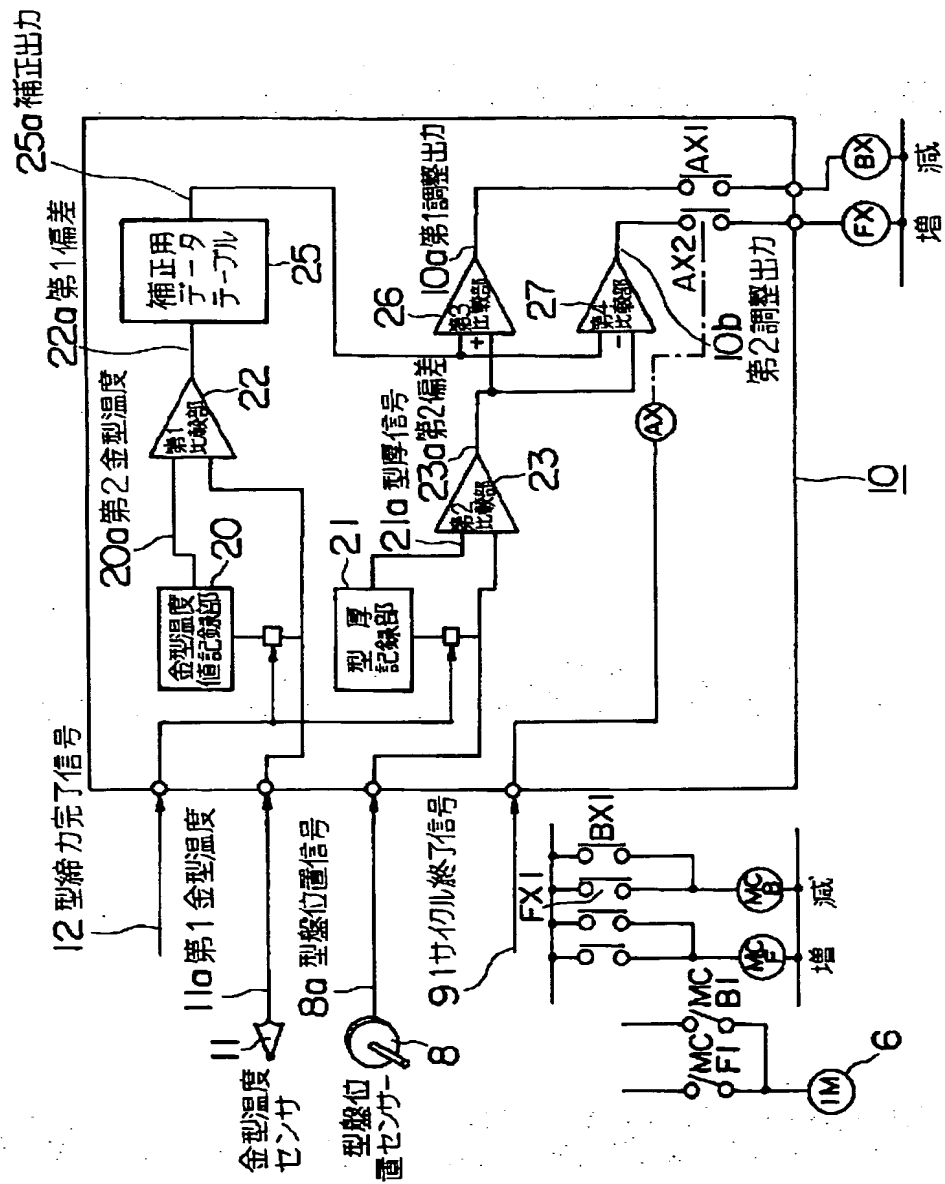 12 型締力完了信号
11a 第1金型温度
11
金型温度
センサ
8a 型盤位置信号
8
型盤位
置センサー
9 1サイクル終了信号
20a 第2金型温度
金型温度
値記録部
20
第1
比較部
22
22a 第1偏差
補正用
データ
テーブル
25
25a 補正出力
型厚
記録部
21
21a 型厚信号
第2
比較部
23
23a 第2偏差
第3
比較部
+
26
10a 第1調整出力
第4
比較部
-
27
10b
第2調整出力
AX
AX1
AX2
10
FX
BX
増
減
FX1
BX1
MC
F
MC
B
増
減
MC
F1
MC
B1
IM
6